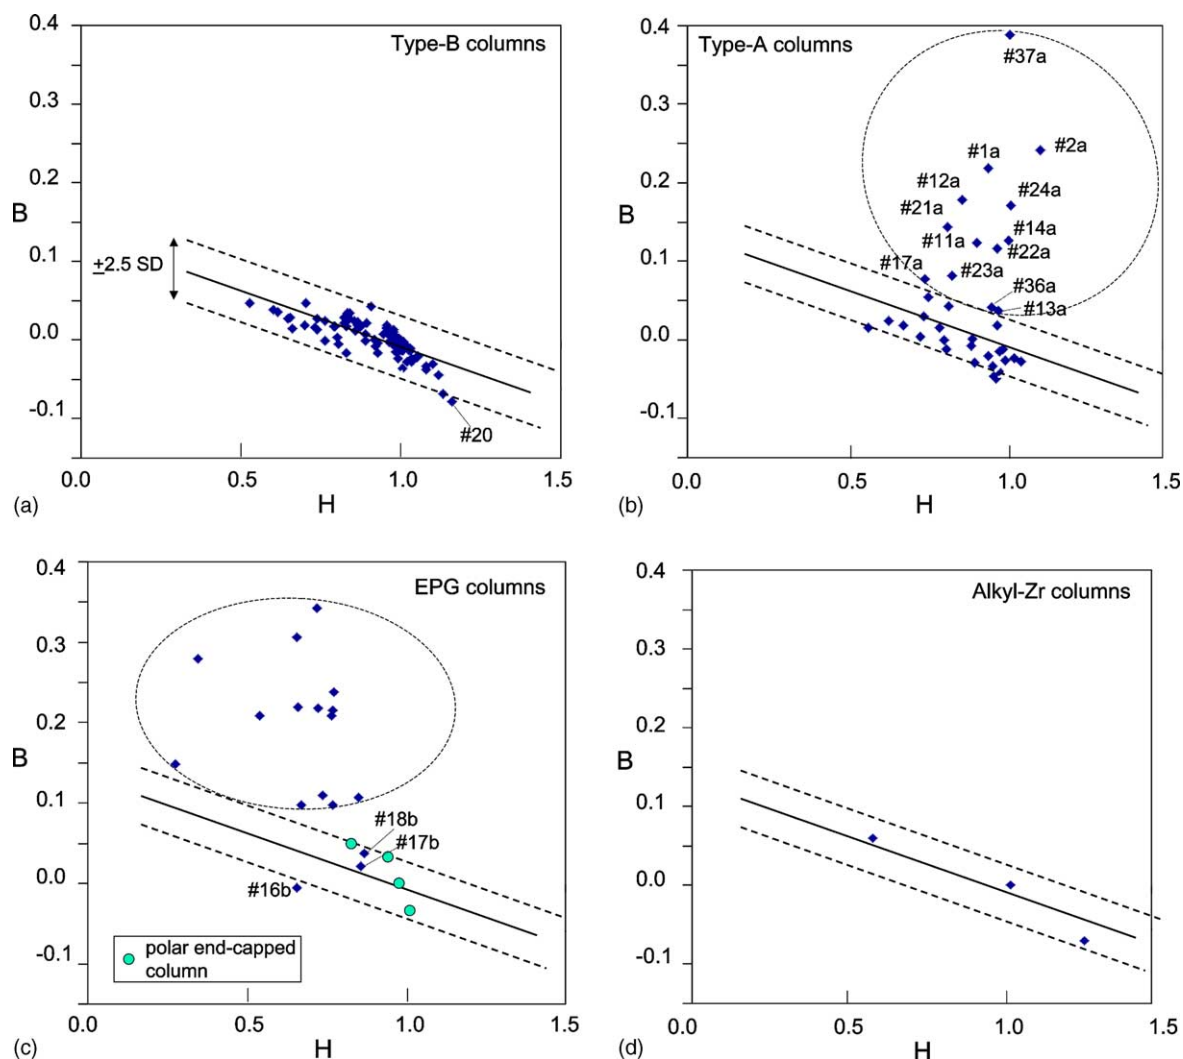 0.4
Type-B columns
0.3
0.2
B
0.1
+2.5 SD
0.0
-0.1
#20
0.0
0.5
1.0
1.5
(a)
H
0.4
Type-A columns
#37a
0.3
#1a
#2a
0.2
#12a
#24a
B
#21a
#14a
0.1
#11a
#22a
#17a
#23a
#36a
#13a
0.0
-0.1
0.0
0.5
1.0
1.5
(b)
H
0.4
EPG columns
0.3
0.2
B
0.1
#18b
#17b
0.0
#16b
-0.1
polar end-capped
column
0.0
0.5
1.0
1.5
(c)
H
0.4
Alkyl-Zr columns
0.3
0.2
B
0.1
0.0
-0.1
0.0
0.5
1.0
1.5
(d)
H